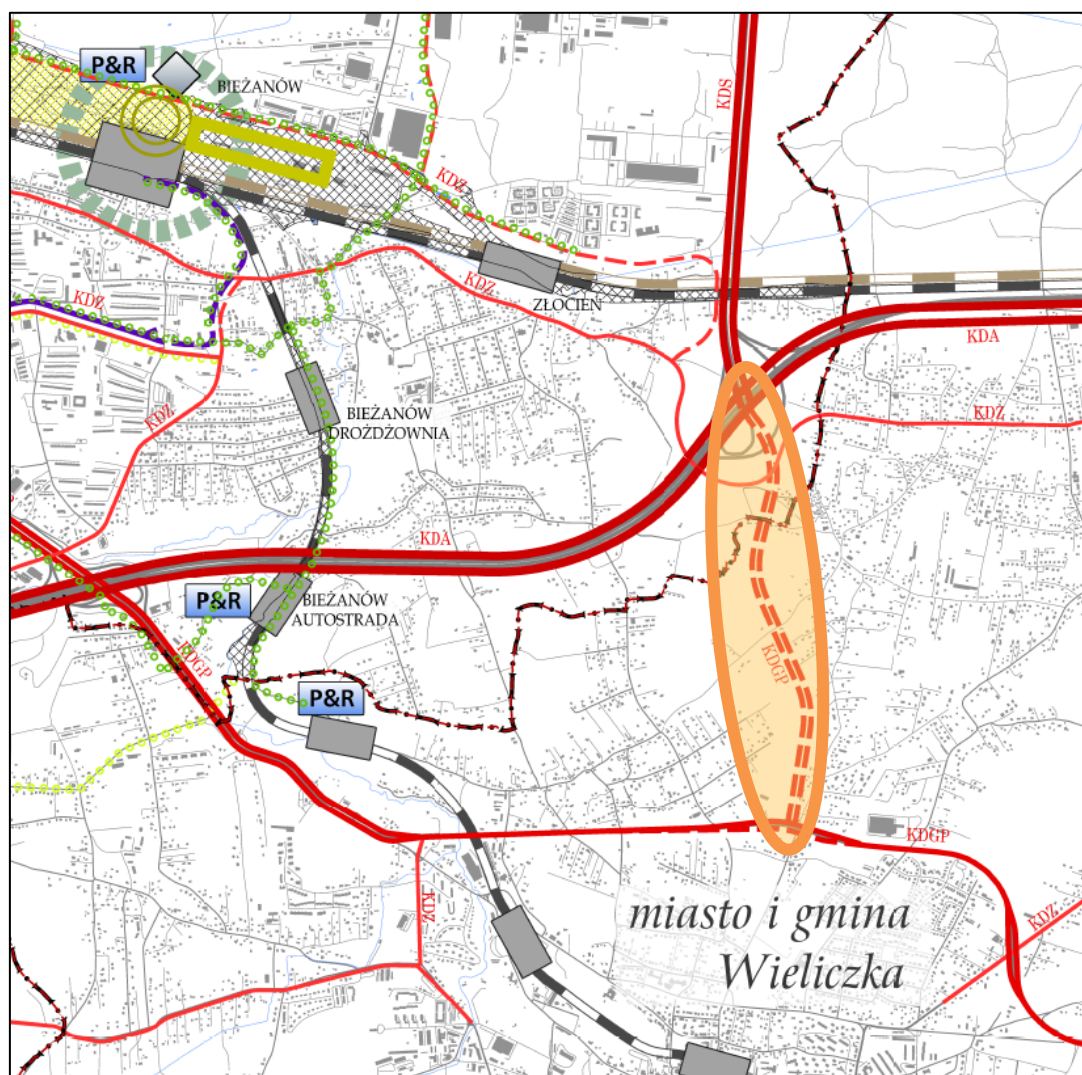 P&R
BIEŻANÓW
KDS
KDZ
KDZ
KDZ
ZŁOCIEŃ
KDA
KDZ
KDZ
BIEŻANÓW
DROŻDŻOWNIA
KDA
P&R
BIEŻANÓW
AUTOSTRADA
KDGP
KDGP
P&R
KDGP
KDZ
KDZ
miasto i gmina
Wieliczka